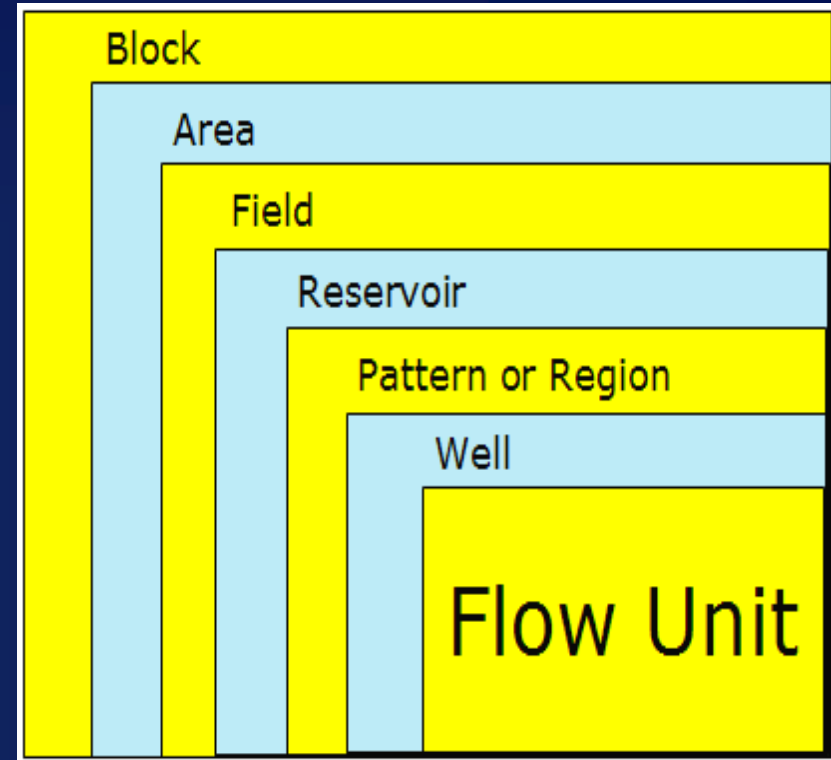 Block
Area
Field
Reservoir
Pattern or Region
Well
Flow Unit